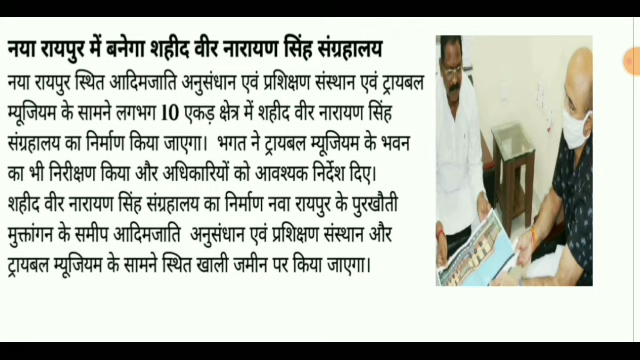 नया रायपुर में बनेगा शहीद वीर नारायण सिंह संग्रहालय
नया रायपुर स्थित आदिमजाति अनुसंधान एवं प्रशिक्षण संस्थान एवं ट्रायबल
म्यूजियम के सामने लगभग 10 एकड़ क्षेत्र में शहीद वीर नारायण सिंह
संग्रहालय का निर्माण किया जाएगा। भगत ने ट्रायबल म्यूजियम के भवन
का भी निरीक्षण किया और अधिकारियों को आवश्यक निर्देश दिए।
शहीद वीर नारायण सिंह संग्रहालय का निर्माण नवा रायपुर के पुरखौती
मुक्तांगन के समीप आदिमजाति अनुसंधान एवं प्रशिक्षण संस्थान और
ट्रायबल म्यूजियम के सामने स्थित खाली जमीन पर किया जाएगा।